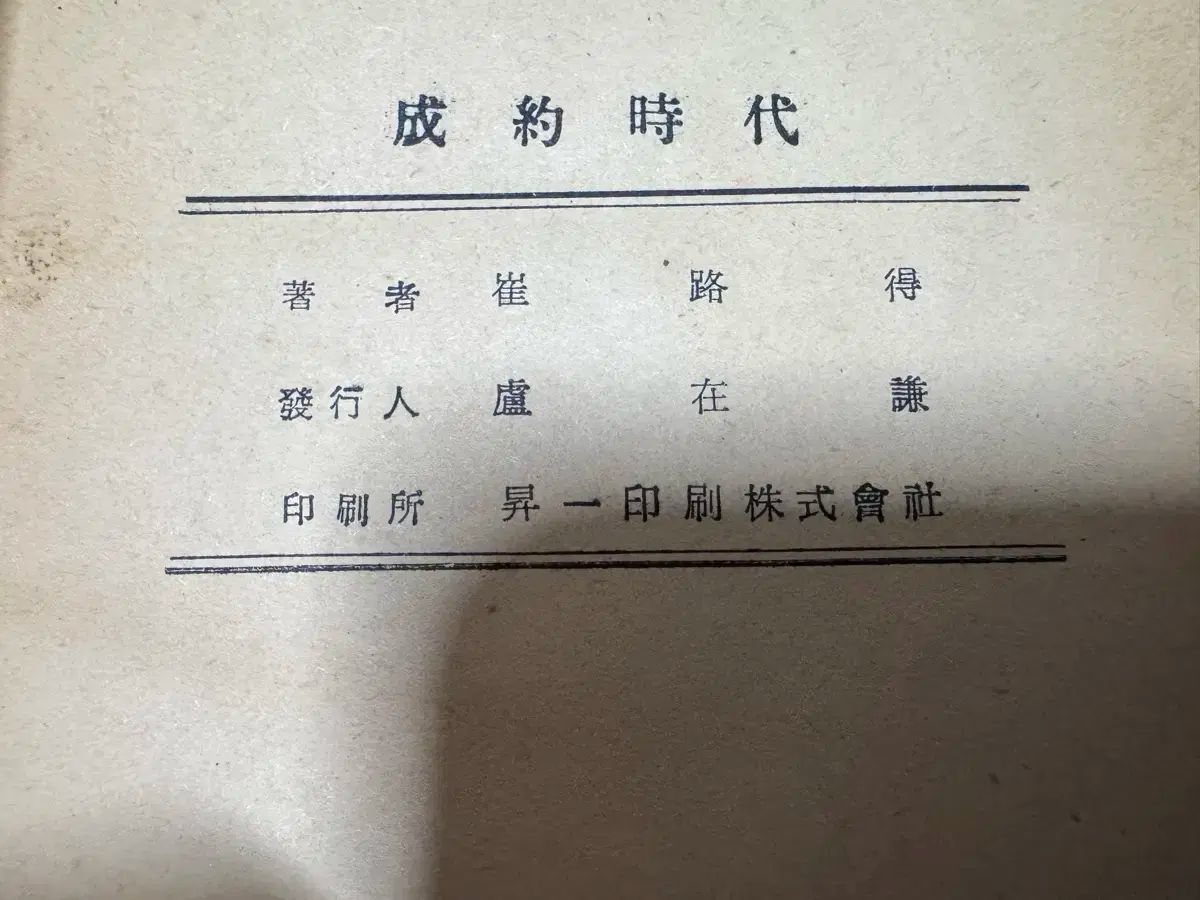 成約時代
著者 崔路得
發行人 盧在謙
印刷所 昇一印刷株式會社